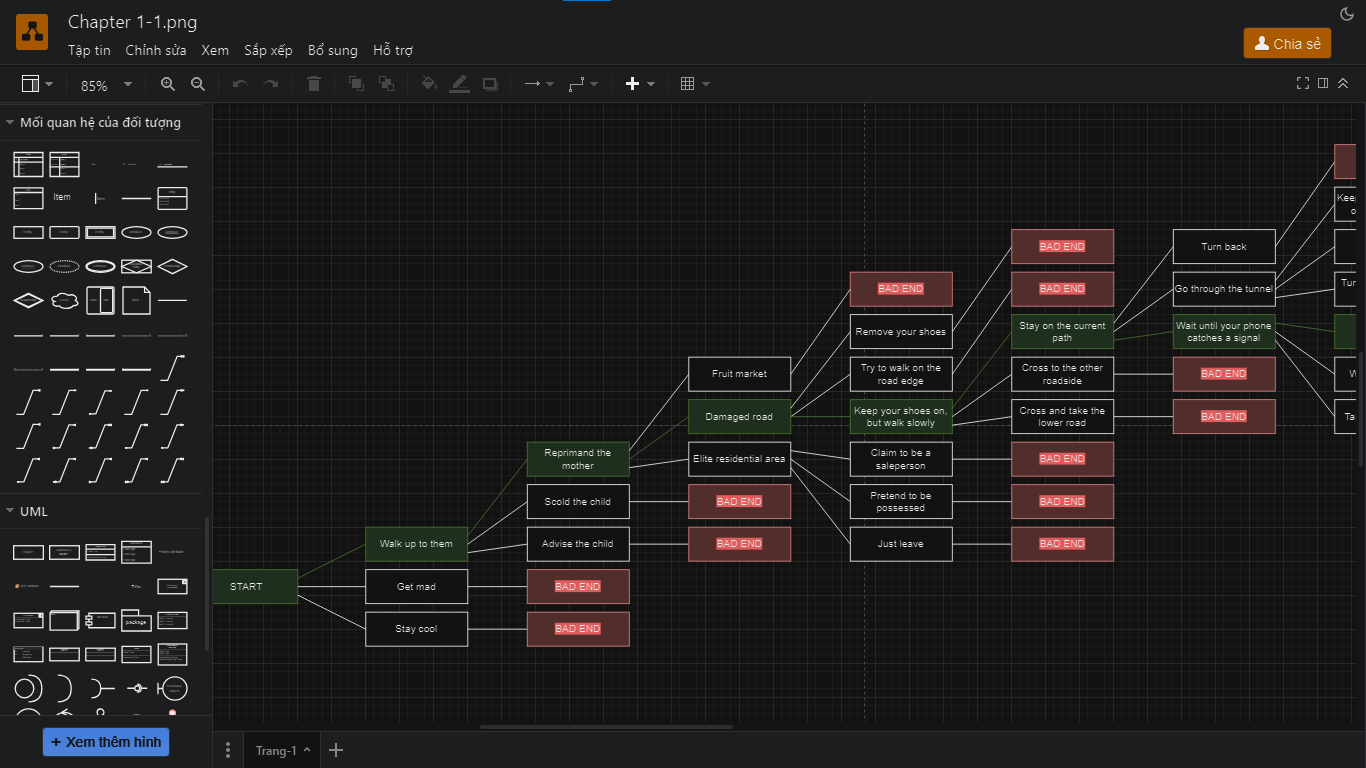 Chapter 1-1.png
Tập tin Chỉnh sửa Xem Sắp xếp Bổ sung Hỗ trợ
Chia sẻ
85%
Mối quan hệ của đối tượng
Item
UML
package
Xem thêm hình
START
Walk up to them
Get mad
Stay cool
Reprimand the
mother
Scold the child
Advise the child
BAD END
BAD END
Fruit market
Damaged road
Elite residential area
BAD END
BAD END
BAD END
Remove your shoes
Try to walk on the
road edge
Keep your shoes on,
but walk slowly
Claim to be a
saleperson
Pretend to be
possessed
Just leave
BAD END
BAD END
Stay on the current
path
Cross to the other
roadside
Cross and take the
lower road
BAD END
BAD END
BAD END
Turn back
Go through the tunnel
Wait until your phone
catches a signal
BAD END
BAD END
Trang-1